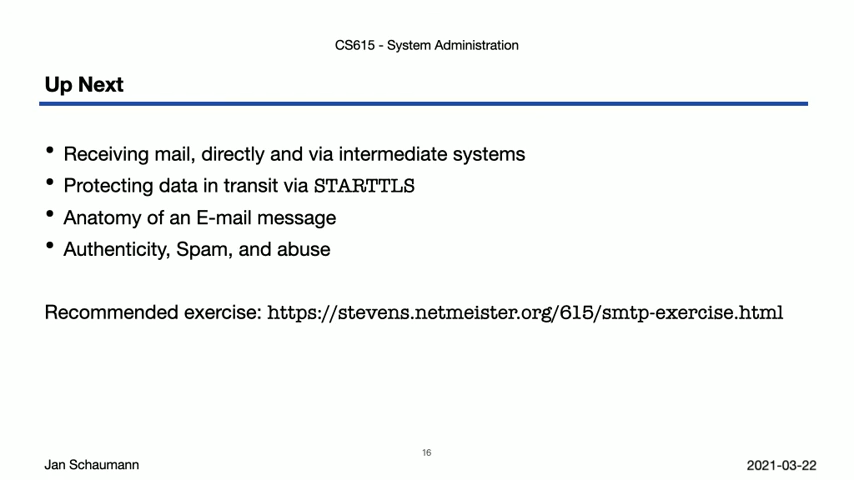 CS615 - System Administration
Up Next
• Receiving mail, directly and via intermediate systems
• Protecting data in transit via STARTTLS
• Anatomy of an E-mail message
• Authenticity, Spam, and abuse
Recommended exercise: https://stevens.netmeister.org/615/smtp-exercise.html
16
Jan Schaumann
2021-03-22